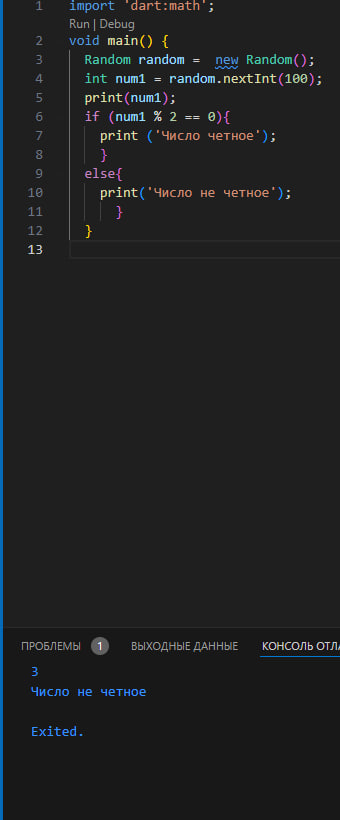 1 import 'dart:math';
Run | Debug
2 void main() {
3 Random random =  new Random();
4 int num1 = random.nextInt(100);
5 print(num1);
6 if (num1 % 2 == 0){
7 print ('Число четное');
8 }
9 else{
10 print('Число не четное');
11 }
12 }
13
ПРОБЛЕМЫ 1 ВЫХОДНЫЕ ДАННЫЕ КОНСОЛЬ ОТЛА
3
Число не четное
Exited.